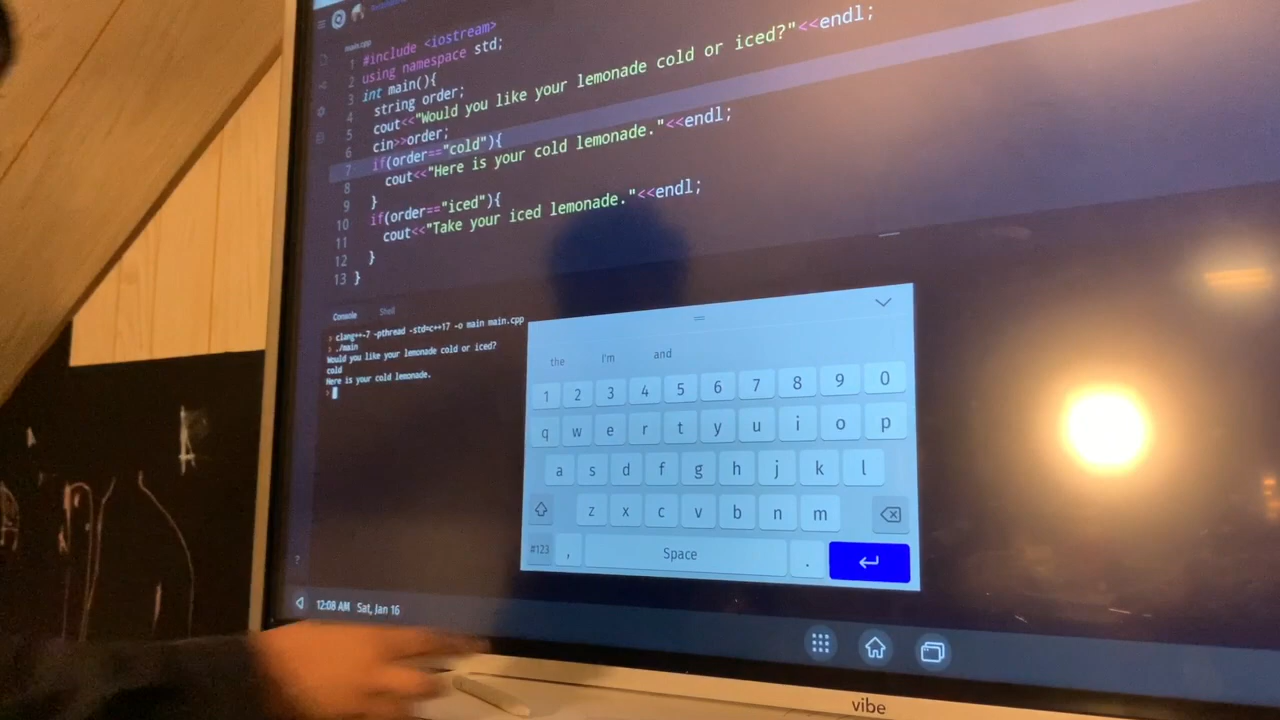 main.cpp
1 #include <iostream>
2 using namespace std;
3 int main(){
4 string order;
5 cout<<"Would you like your lemonade cold or iced?"<<endl;
6 cin>>order;
7 if(order=="cold"){
8 cout<<"Here is your cold lemonade."<<endl;
9 }
10 if(order=="iced"){
11 cout<<"Take your iced lemonade."<<endl;
12 }
13 }
Console Shell
> clang++-7 -pthread -std=c++17 -o main main.cpp
> ./main
Would you like your lemonade cold or iced?
cold
Here is your cold lemonade.
>
the I'm and
1 2 3 4 5 6 7 8 9 0
q w e r t y u i o p
a s d f g h j k l
z x c v b n m
#123 , Space .
?
12:08 AM Sat, Jan 16
vibe